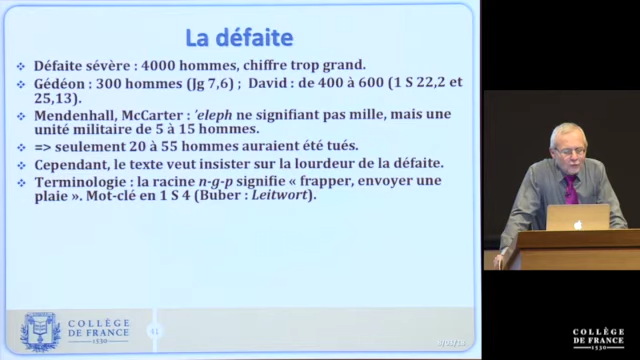 La défaite
❖ Défaite sévère : 4000 hommes, chiffre trop grand.
❖ Gédéon : 300 hommes (Jg 7,6) ; David : de 400 à 600 (1 S 22,2 et
25,13).
❖ Mendenhall, McCarter : ’eleph ne signifiant pas mille, mais une
unité militaire de 5 à 15 hommes.
❖ => seulement 20 à 55 hommes auraient été tués.
❖ Cependant, le texte veut insister sur la lourdeur de la défaite.
❖ Terminologie : la racine n-g-p signifie « frapper, envoyer une
plaie ». Mot-clé en 1 S 4 (Buber : Leitwort).
COLLÈGE
DE FRANCE
1530
41
COLLÈGE
DE FRANCE
1530